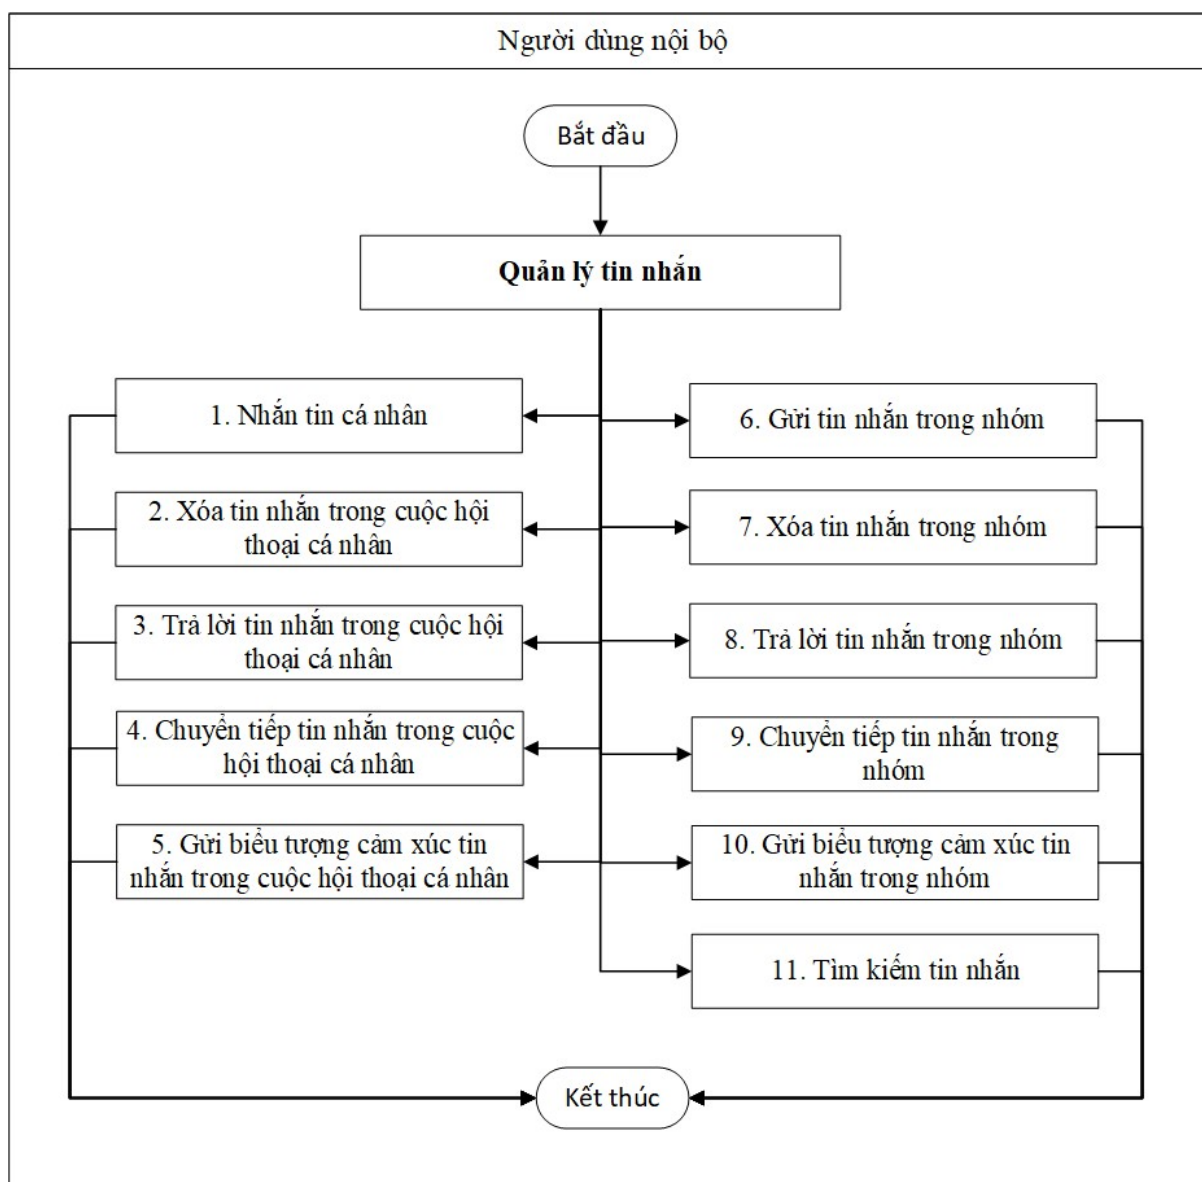 Người dùng nội bộ
Bắt đầu
Quản lý tin nhắn
1. Nhắn tin cá nhân
2. Xóa tin nhắn trong cuộc hội
thoại cá nhân
3. Trả lời tin nhắn trong cuộc hội
thoại cá nhân
4. Chuyển tiếp tin nhắn trong cuộc
hội thoại cá nhân
5. Gửi biểu tượng cảm xúc tin
nhắn trong cuộc hội thoại cá nhân
6. Gửi tin nhắn trong nhóm
7. Xóa tin nhắn trong nhóm
8. Trả lời tin nhắn trong nhóm
9. Chuyển tiếp tin nhắn trong
nhóm
10. Gửi biểu tượng cảm xúc tin
nhắn trong nhóm
11. Tìm kiếm tin nhắn
Kết thúc